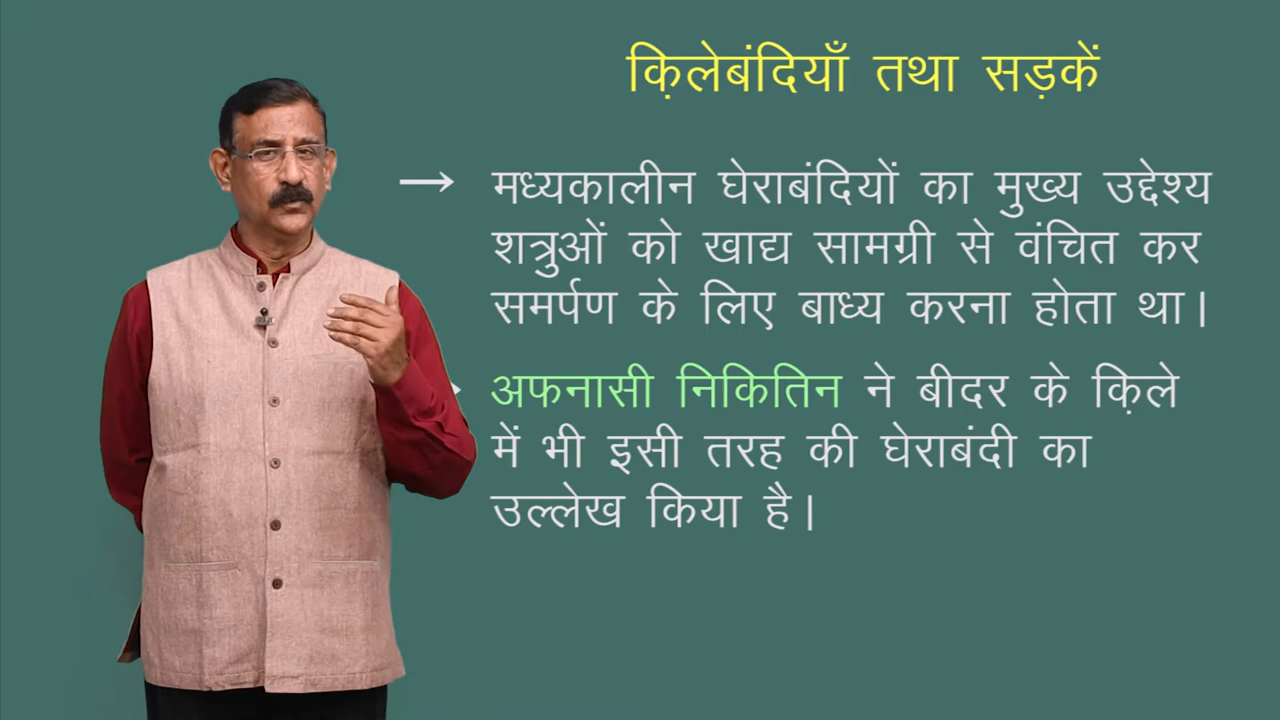 क़िलेबंदियाँ तथा सड़कें
→ मध्यकालीन घेराबंदियों का मुख्य उद्देश्य
शत्रुओं को खाद्य सामग्री से वंचित कर
समर्पण के लिए बाध्य करना होता था।
अफनासी निकितिन ने बीदर के क़िले
में भी इसी तरह की घेराबंदी का
उल्लेख किया है।